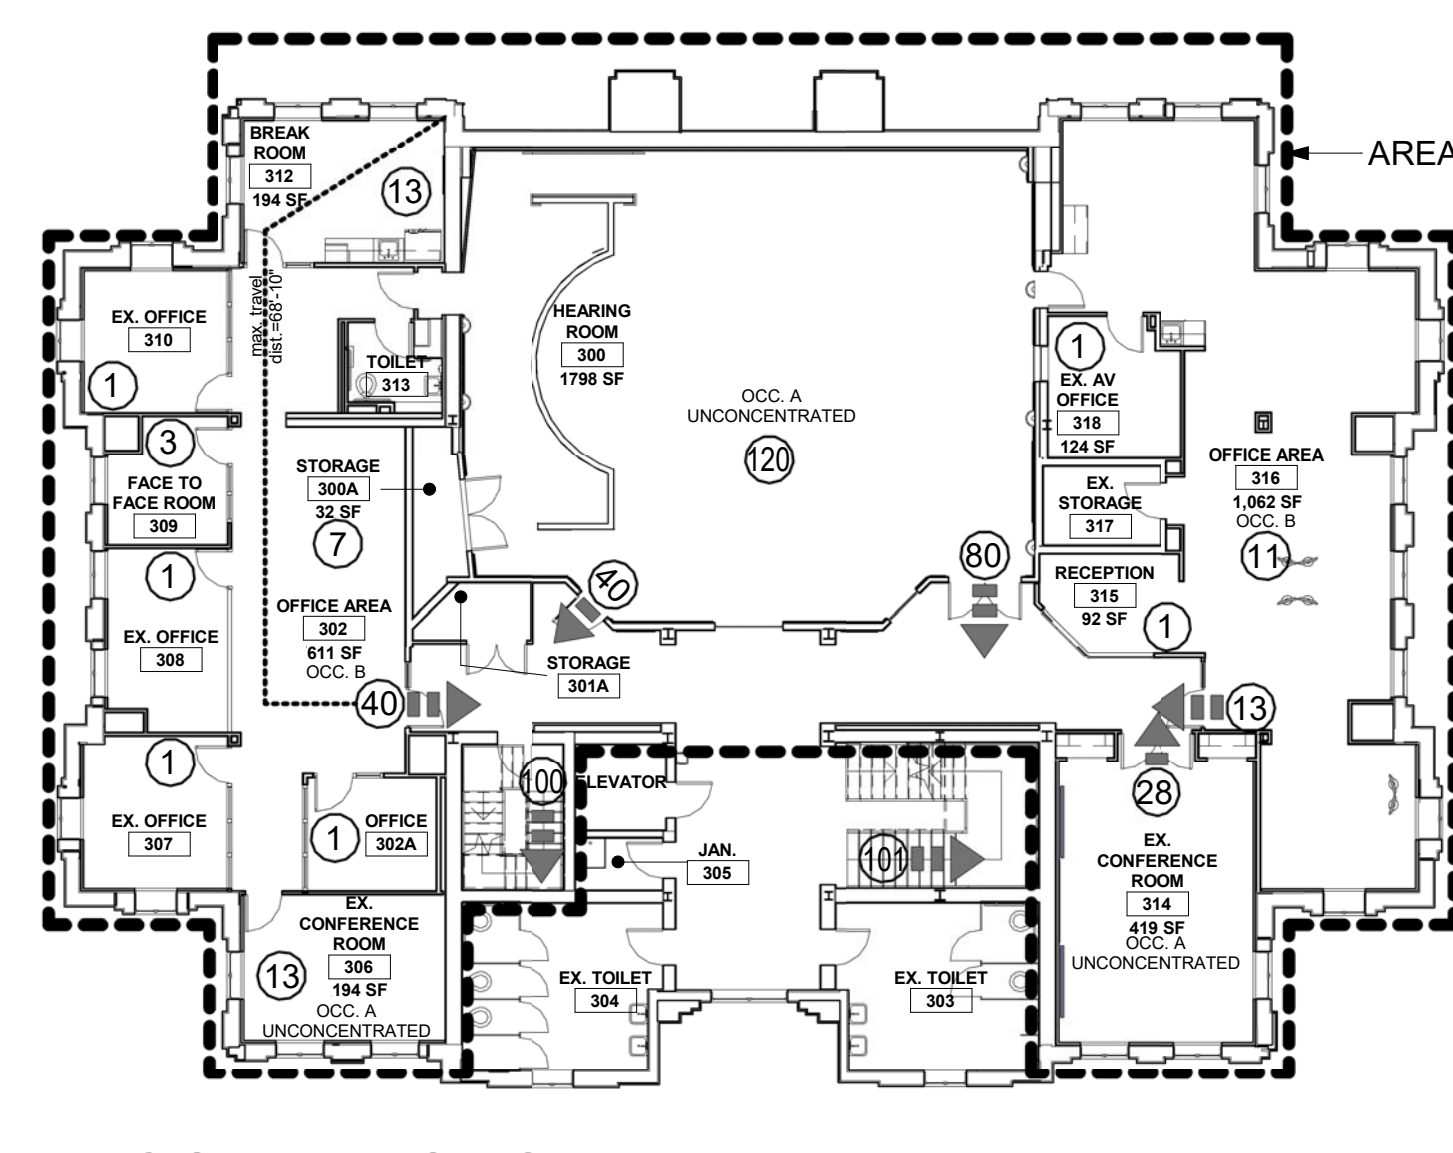 AREA
BREAK
ROOM
312
194 SF
13
max. travel
dist.=68'-10"
EX. OFFICE
310
1
TOILET
313
HEARING
ROOM
300
1798 SF
OCC. A
UNCONCENTRATED
120
1
EX. AV
OFFICE
318
124 SF
3
FACE TO
FACE ROOM
309
STORAGE
300A
32 SF
7
OFFICE AREA
316
1,062 SF
OCC. B
11
EX.
STORAGE
317
1
EX. OFFICE
308
OFFICE AREA
302
611 SF
OCC. B
40
80
RECEPTION
315
92 SF
1
STORAGE
301A
40
13
1
EX. OFFICE
307
1
OFFICE
302A
100
ELEVATOR
JAN.
305
101
28
EX.
CONFERENCE
ROOM
314
419 SF
OCC. A
UNCONCENTRATED
EX.
CONFERENCE
ROOM
306
194 SF
13
OCC. A
UNCONCENTRATED
EX. TOILET
304
EX. TOILET
303